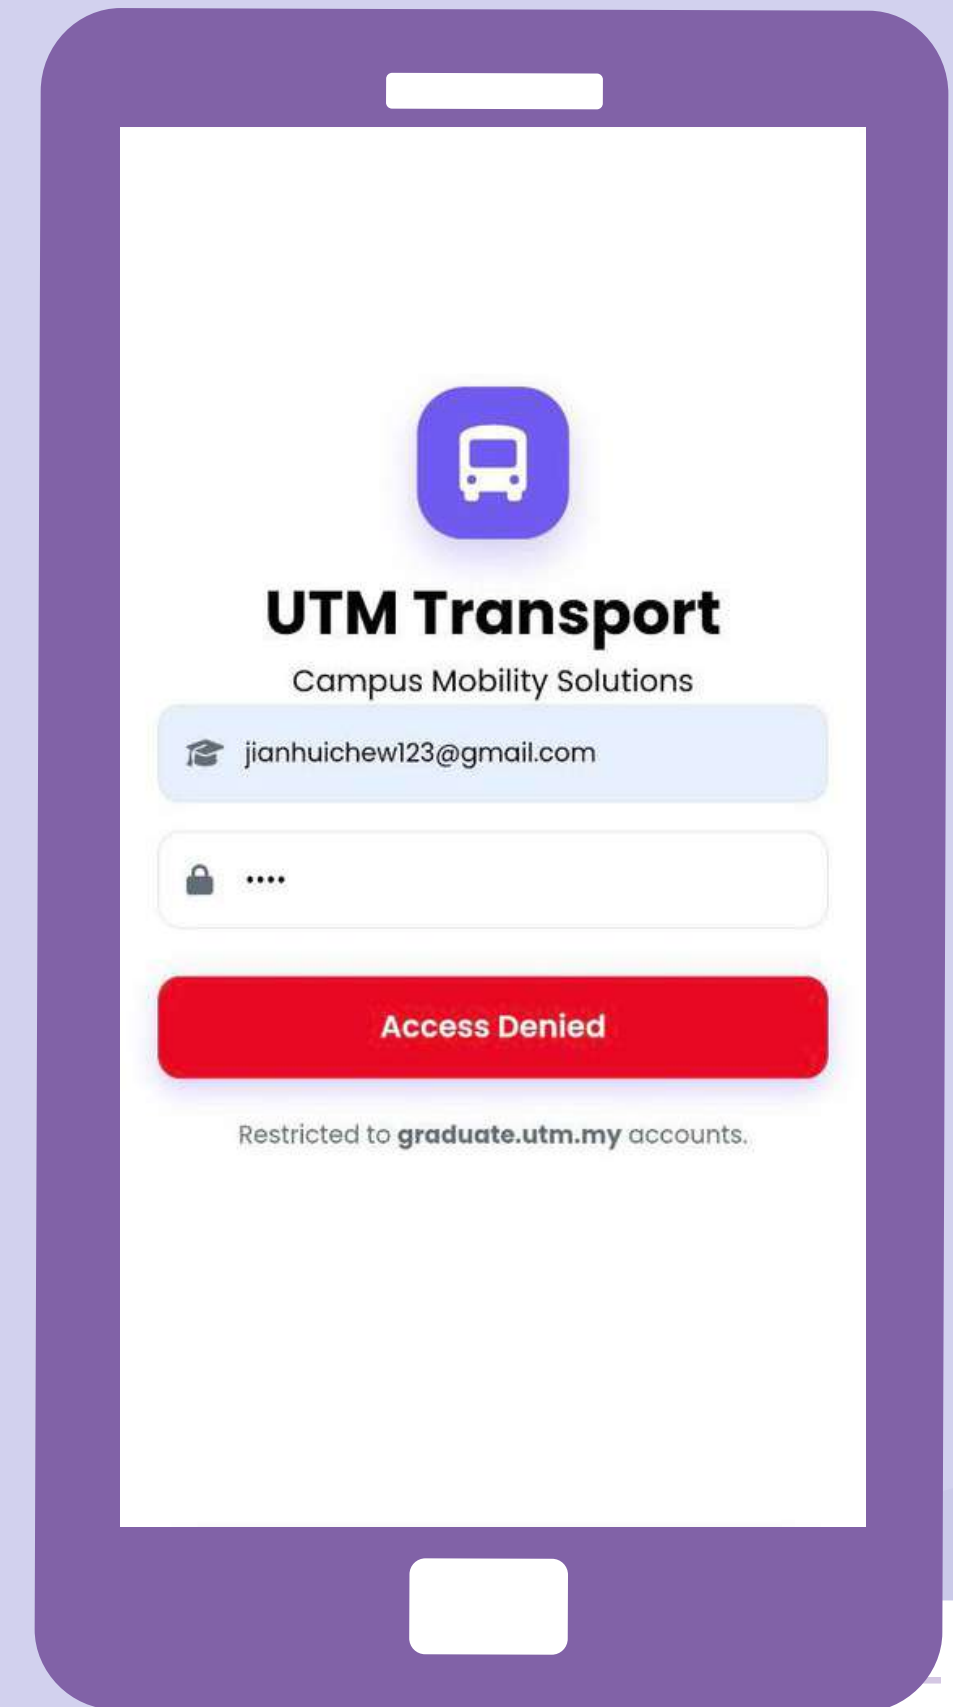 UTM Transport
Campus Mobility Solutions
jianhuichew123@gmail.com
••••
Access Denied
Restricted to graduate.utm.my accounts.